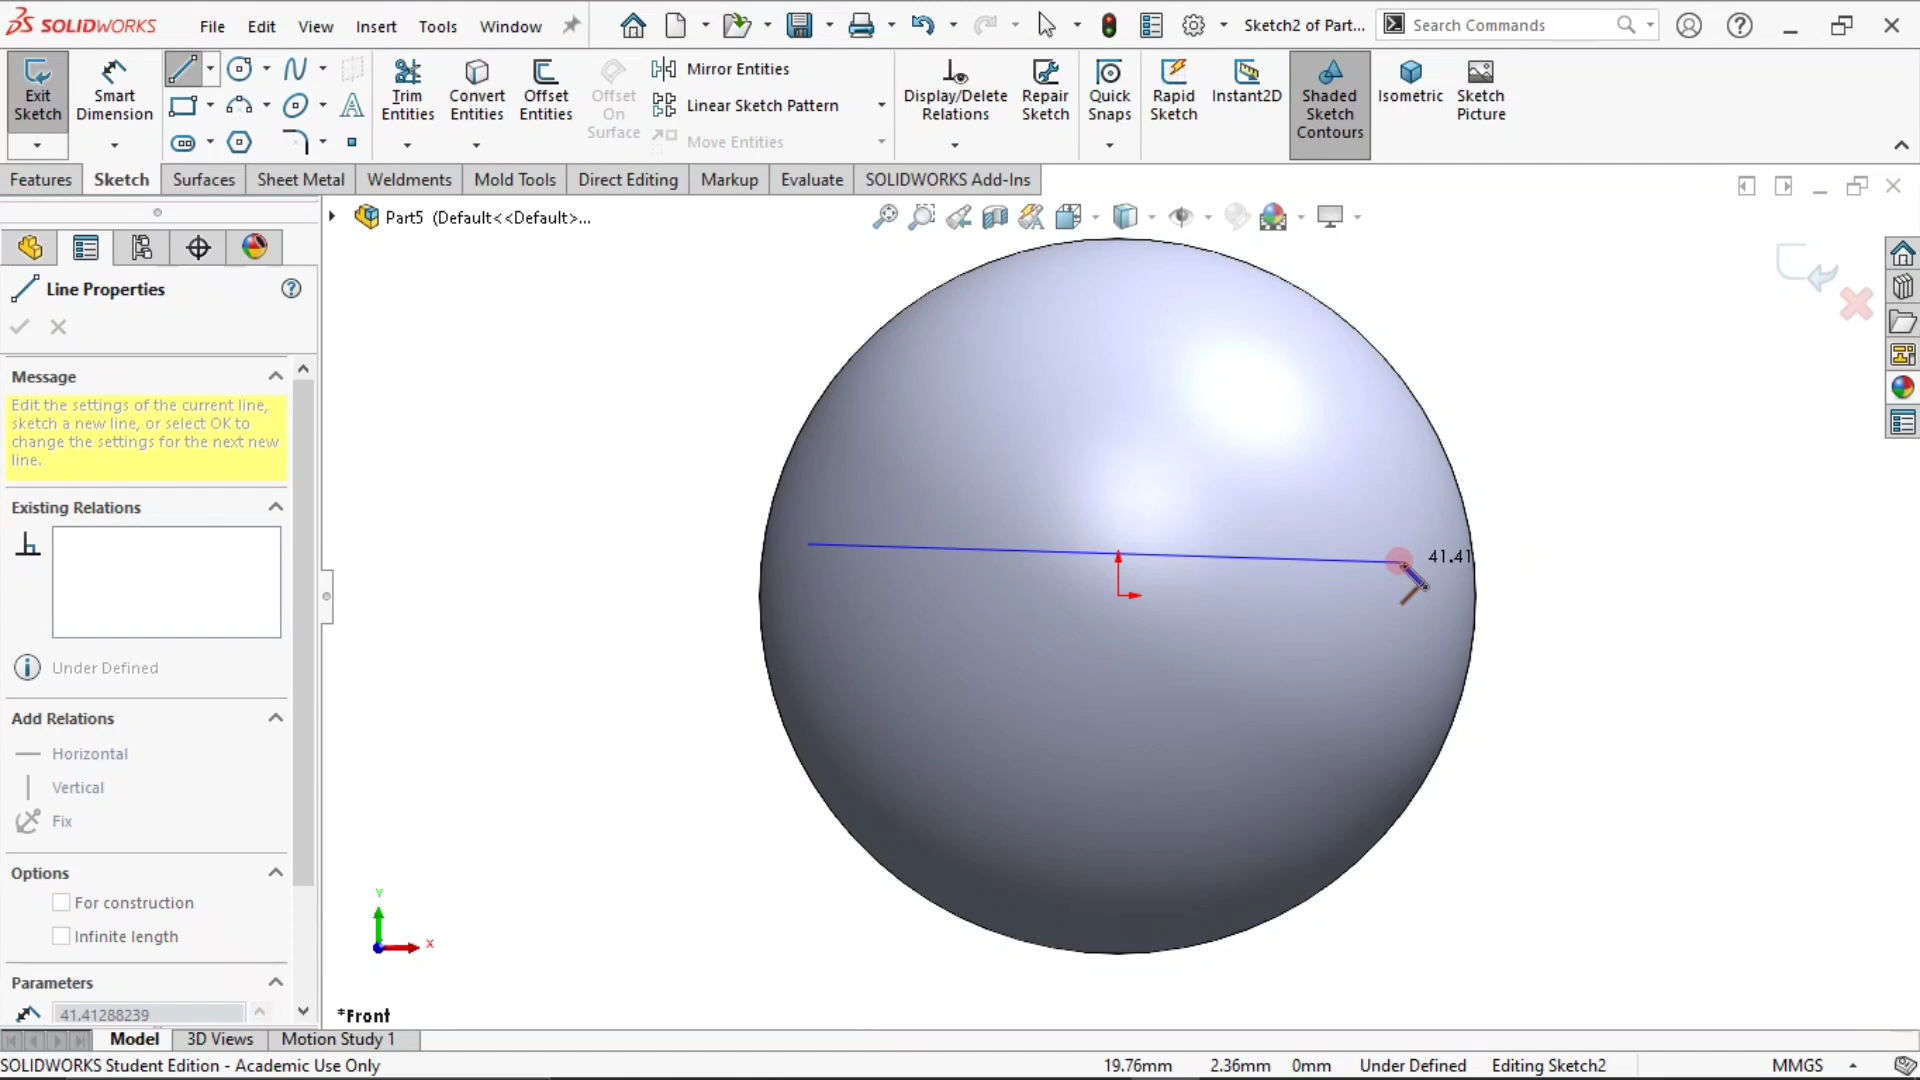 SOLIDWORKS File Edit View Insert Tools Window Sketch2 of Part... Search Commands
Exit Sketch
Smart Dimension
Trim Entities
Convert Entities
Offset Entities
Offset On Surface
Mirror Entities
Linear Sketch Pattern
Move Entities
Display/Delete Relations
Repair Sketch
Quick Snaps
Rapid Sketch
Instant2D
Shaded Sketch Contours
Isometric
Sketch Picture
Features Sketch Surfaces Sheet Metal Weldments Mold Tools Direct Editing Markup Evaluate SOLIDWORKS Add-Ins
Part5 (Default<<Default>...
Line Properties
Message
Edit the settings of the current line,
sketch a new line, or select OK to
change the settings for the next new
line.
Existing Relations
41.41
Under Defined
Add Relations
Horizontal
Vertical
Fix
Options
For construction
Infinite length
Y
X
Parameters
41.41288239
*Front
Model 3D Views Motion Study 1
SOLIDWORKS Student Edition - Academic Use Only 19.76mm 2.36mm 0mm Under Defined Editing Sketch2 MMGS